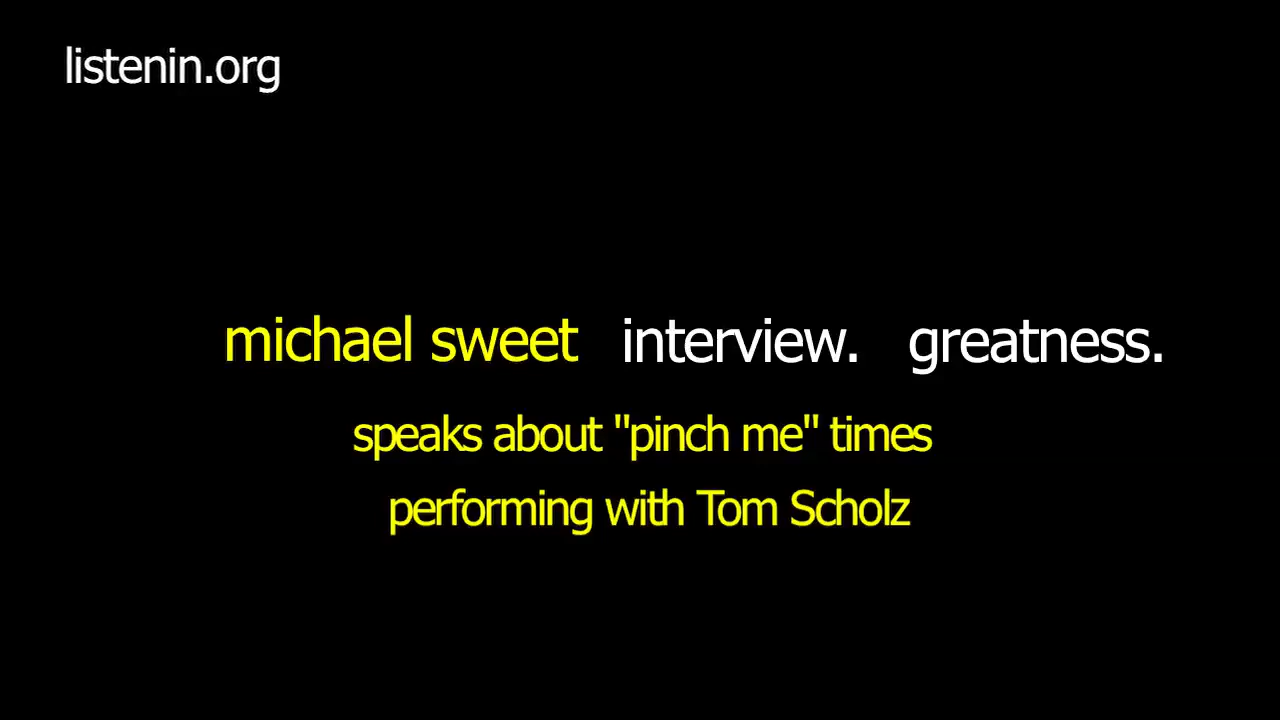 listenin.org
michael sweet interview. greatness.
speaks about "pinch me" times
performing with Tom Scholz